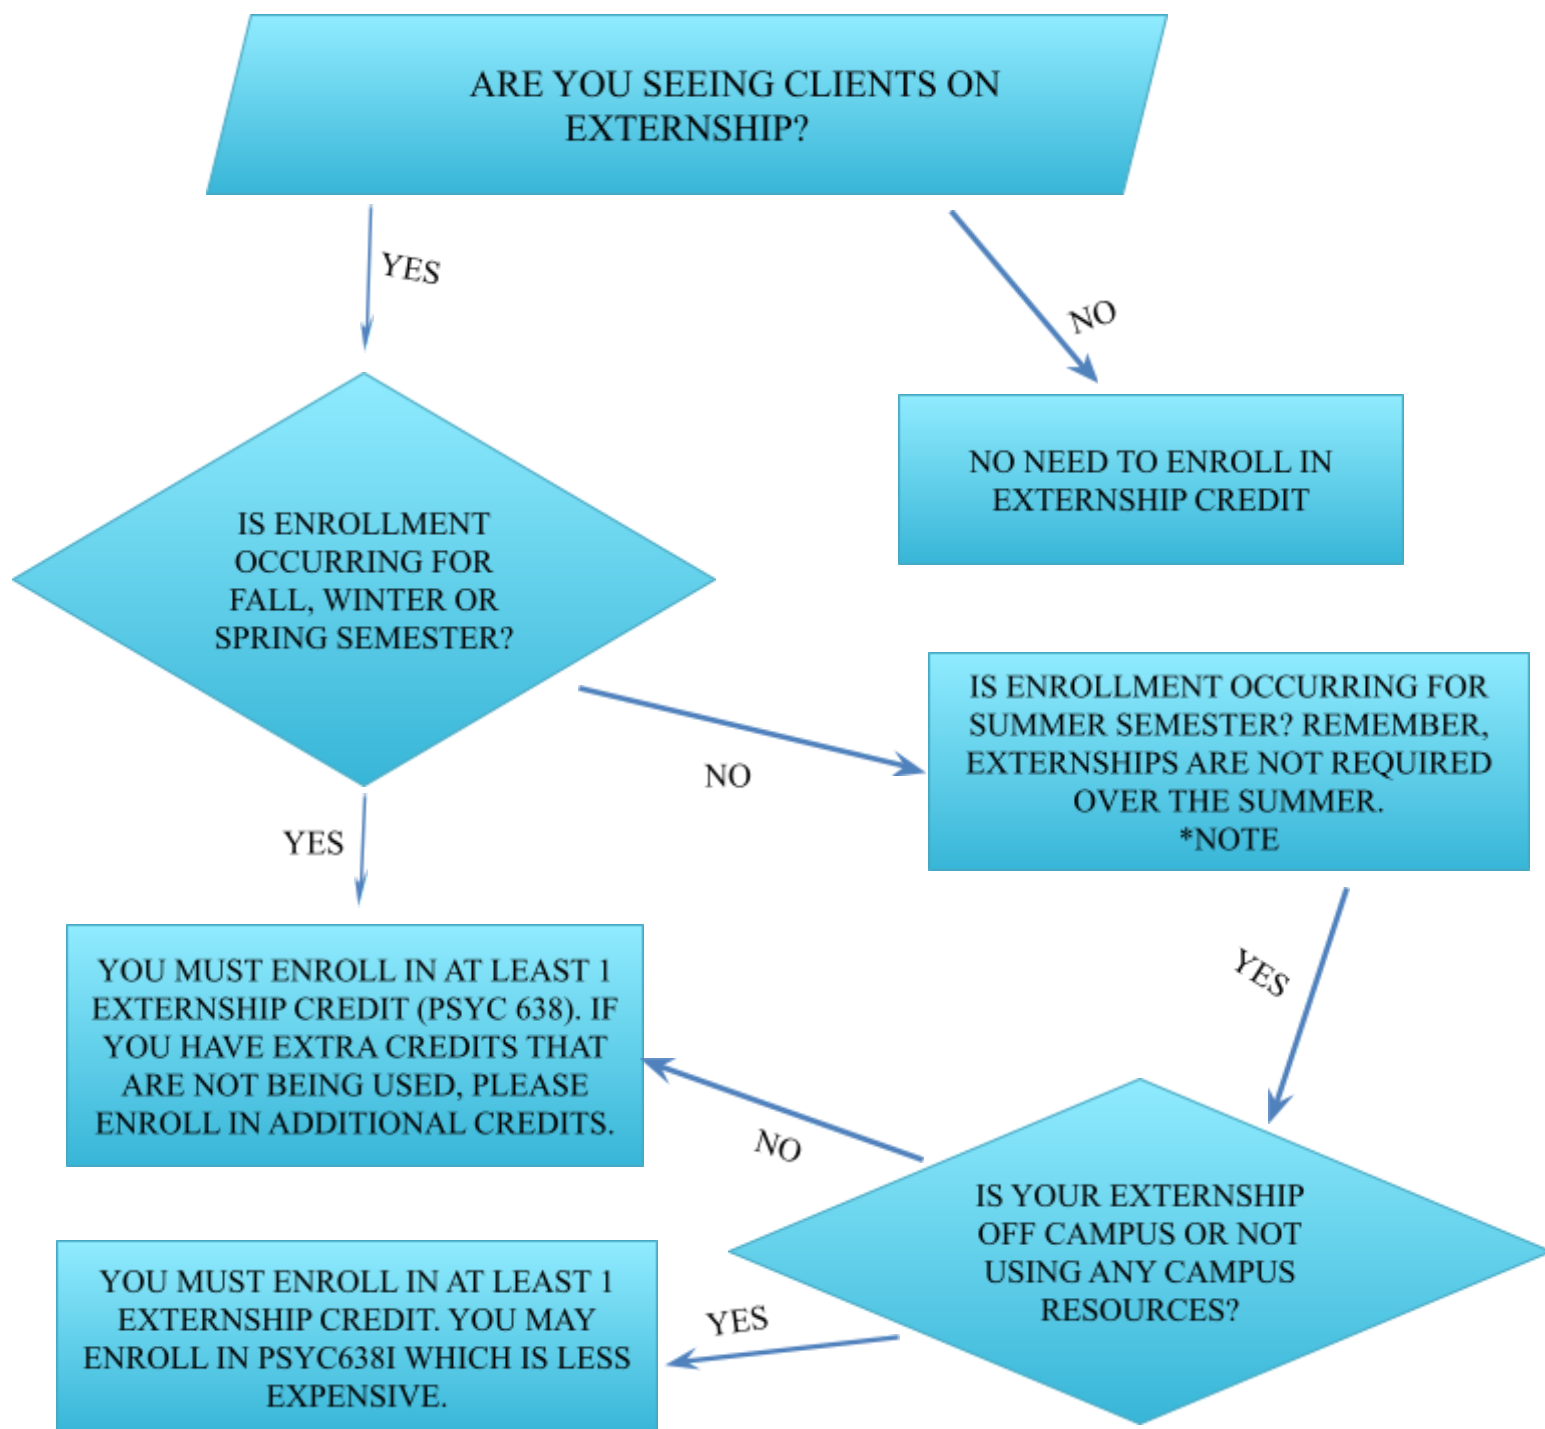 ARE YOU SEEING CLIENTS ON
EXTERNSHIP?
YES
NO
NO NEED TO ENROLL IN
EXTERNSHIP CREDIT
IS ENROLLMENT
OCCURRING FOR
FALL, WINTER OR
SPRING SEMESTER?
NO
IS ENROLLMENT OCCURRING FOR
SUMMER SEMESTER? REMEMBER,
EXTERNSHIPS ARE NOT REQUIRED
OVER THE SUMMER.
*NOTE
YES
YES
YOU MUST ENROLL IN AT LEAST 1
EXTERNSHIP CREDIT (PSYC 638). IF
YOU HAVE EXTRA CREDITS THAT
ARE NOT BEING USED, PLEASE
ENROLL IN ADDITIONAL CREDITS.
NO
IS YOUR EXTERNSHIP
OFF CAMPUS OR NOT
USING ANY CAMPUS
RESOURCES?
YES
YOU MUST ENROLL IN AT LEAST 1
EXTERNSHIP CREDIT. YOU MAY
ENROLL IN PSYC638I WHICH IS LESS
EXPENSIVE.